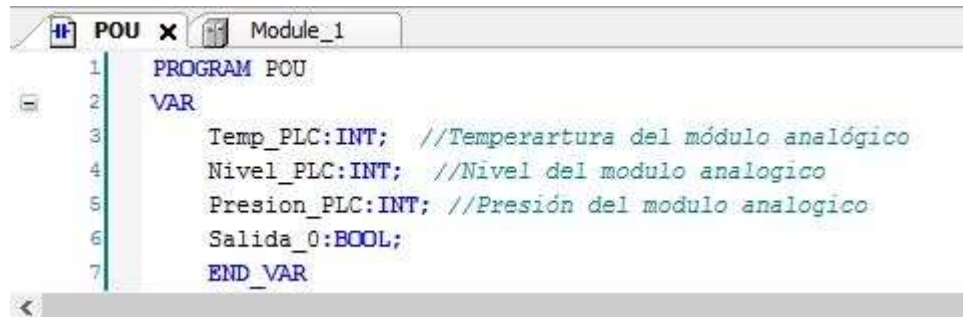 POU Module_1
1 PROGRAM POU
2 VAR
3 Temp_PLC:INT; //Temperartura del módulo analógico
4 Nivel_PLC:INT; //Nivel del modulo analogico
5 Presion_PLC:INT; //Presión del modulo analogico
6 Salida_0:BOOL;
7 END_VAR